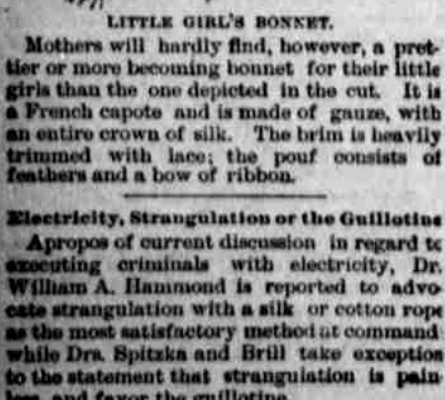 LITTLE GIRL'S BONNET.
Mothers will hardly find, however, a pret-
tier or more becoming bonnet for their little
girls than the one depicted in the cut. It is
a French capote and is made of gauze, with
an entire crown of silk. The brim is heavily
trimmed with lace; the pouf consists of
feathers and a bow of ribbon.
Electricity, Strangulation or the Guillotine
Apropos of current discussion in regard to
executing criminals with electricity, Dr.
William A. Hammond is reported to advo-
cate strangulation with a silk or cotton rope
as the most satisfactory method at command
while Drs. Spitzka and Brill take exception
to the statement that strangulation is pain-
less and favor the guillotine